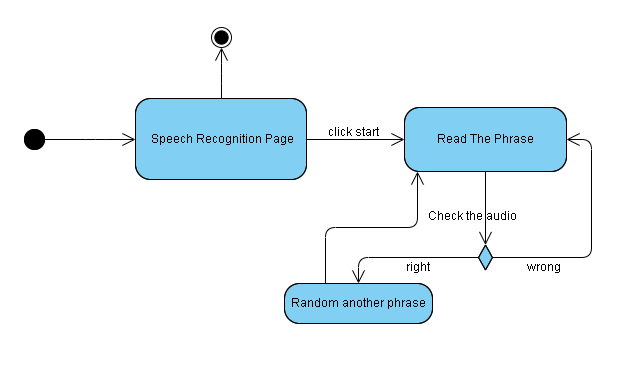 Speech Recognition Page
click start
Read The Phrase
Check the audio
right
wrong
Random another phrase